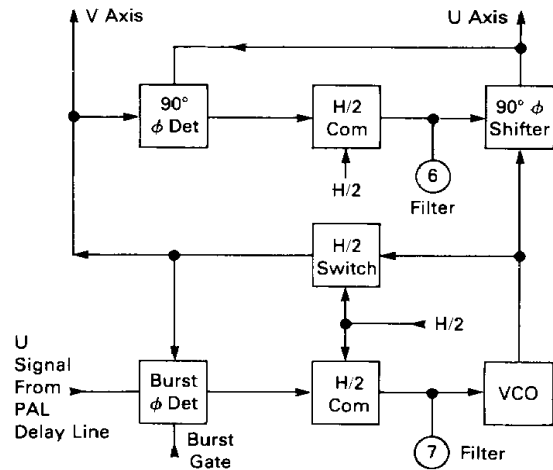 V Axis
U Axis
90°
ϕ Det
H/2
Com
90° ϕ
Shifter
H/2
6
Filter
H/2
Switch
H/2
U
Signal
From
PAL
Delay Line
Burst
ϕ Det
H/2
Com
VCO
Burst
Gate
7
Filter